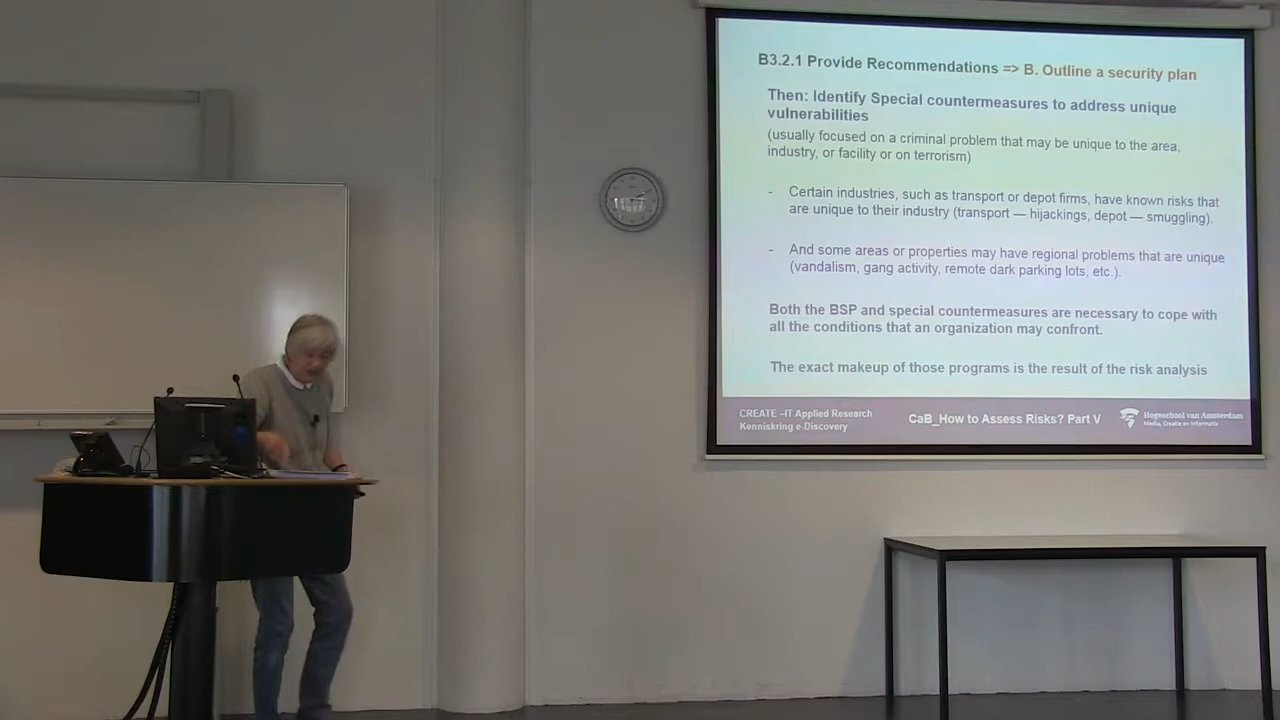 B3.2.1 Provide Recommendations => B. Outline a security plan
Then: Identify Special countermeasures to address unique
vulnerabilities
(usually focused on a criminal problem that may be unique to the area,
industry, or facility or on terrorism)
- Certain industries, such as transport or depot firms, have known risks that
are unique to their industry (transport — hijackings, depot — smuggling).
- And some areas or properties may have regional problems that are unique
(vandalism, gang activity, remote dark parking lots, etc.).
Both the BSP and special countermeasures are necessary to cope with
all the conditions that an organization may confront.
The exact makeup of those programs is the result of the risk analysis
CREATE –IT Applied Research
Kenniskring e-Discovery
CaB_How to Assess Risks? Part V
Hogeschool van Amsterdam
Media, Creatie en Informatie